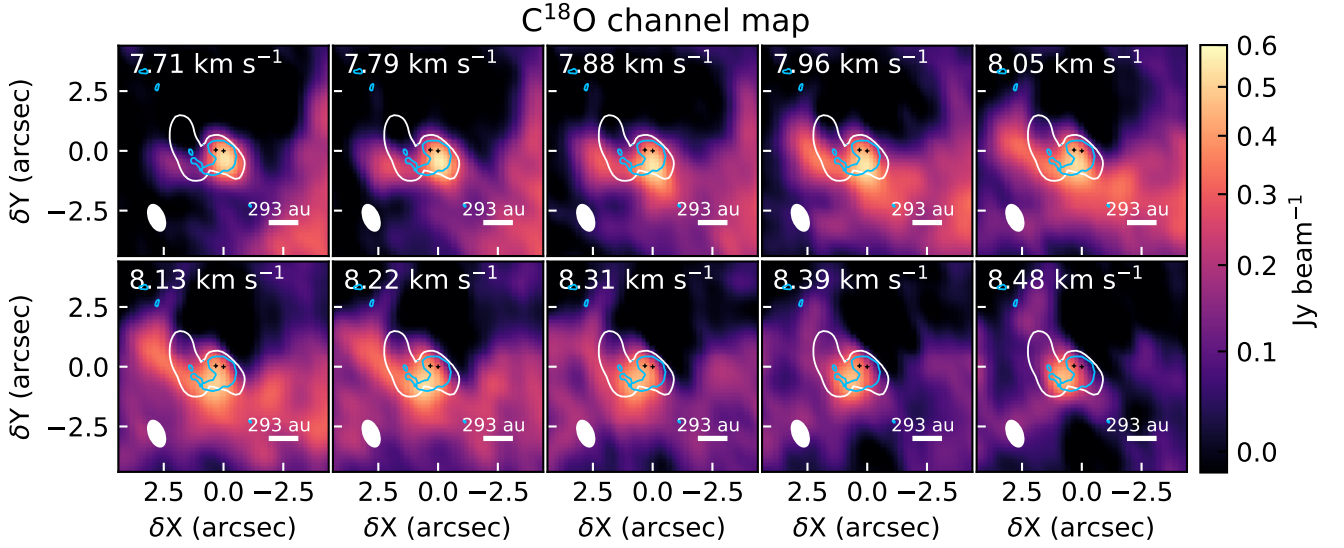 C¹⁸O channel map
7.71 km s⁻¹ 7.79 km s⁻¹ 7.88 km s⁻¹ 7.96 km s⁻¹ 8.05 km s⁻¹
293 au 293 au 293 au 293 au 293 au
8.13 km s⁻¹ 8.22 km s⁻¹ 8.31 km s⁻¹ 8.39 km s⁻¹ 8.48 km s⁻¹
293 au 293 au 293 au 293 au 293 au
δY (arcsec)
2.5
0.0
−2.5
δY (arcsec)
2.5
0.0
−2.5
2.5 0.0 −2.5 2.5 0.0 −2.5 2.5 0.0 −2.5 2.5 0.0 −2.5 2.5 0.0 −2.5
δX (arcsec) δX (arcsec) δX (arcsec) δX (arcsec) δX (arcsec)
0.6
0.5
0.4
0.3
0.2
0.1
0.0
Jy beam⁻¹